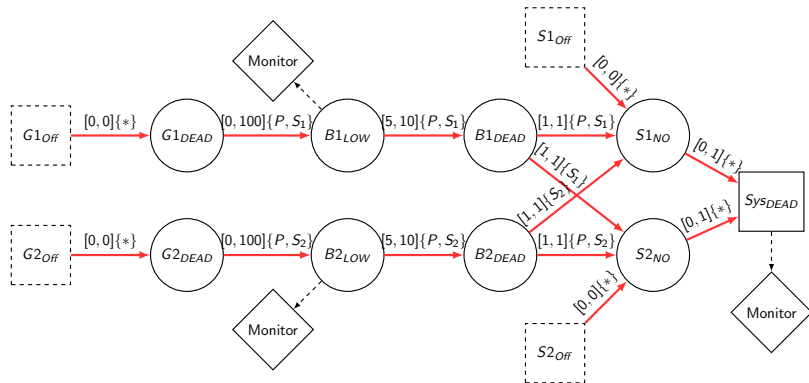 S1Off
Monitor
[0, 0]{*}
G1Off
[0, 0]{*}
G1DEAD
[0, 100]{P, S1}
B1LOW
[5, 10]{P, S1}
B1DEAD
[1, 1]{P, S1}
S1NO
[0, 1]{*}
[1, 1]{S1}
[1, 1]{S2}
SysDEAD
[0, 1]{*}
G2Off
[0, 0]{*}
G2DEAD
[0, 100]{P, S2}
B2LOW
[5, 10]{P, S2}
B2DEAD
[1, 1]{P, S2}
S2NO
[0, 0]{*}
Monitor
Monitor
S2Off